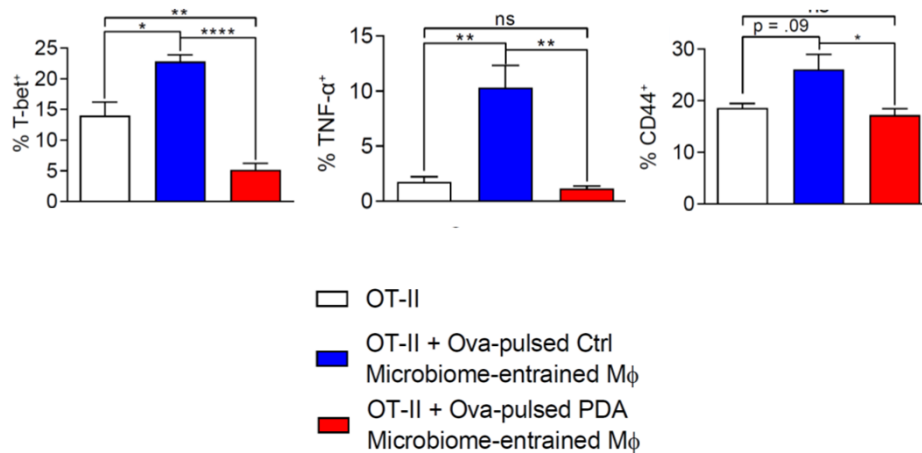 **
* ****
25
20
15
10
5
0
% T-bet⁺
ns
** **
15
10
5
0
% TNF-α⁺
p = .09 *
30
20
10
0
% CD44⁺
OT-II
OT-II + Ova-pulsed Ctrl
Microbiome-entrained Mϕ
OT-II + Ova-pulsed PDA
Microbiome-entrained Mϕ